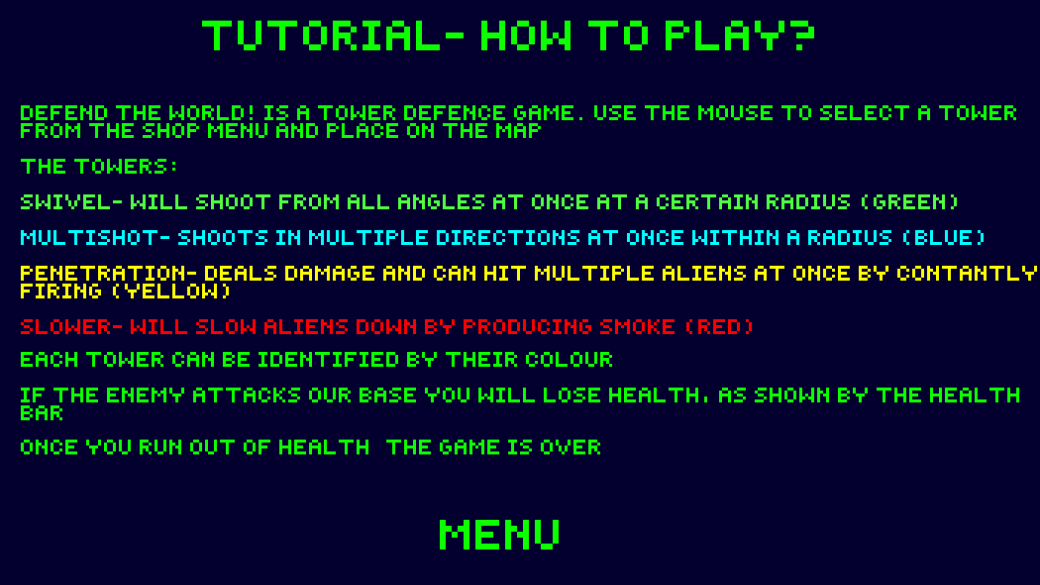 TUTORIAL- HOW TO PLAY?
DEFEND THE WORLD! IS A TOWER DEFENCE GAME. USE THE MOUSE TO SELECT A TOWER
FROM THE SHOP MENU AND PLACE ON THE MAP
THE TOWERS:
SWIVEL- WILL SHOOT FROM ALL ANGLES AT ONCE AT A CERTAIN RADIUS (GREEN)
MULTISHOT- SHOOTS IN MULTIPLE DIRECTIONS AT ONCE WITHIN A RADIUS (BLUE)
PENETRATION- DEALS DAMAGE AND CAN HIT MULTIPLE ALIENS AT ONCE BY CONTANTLY
FIRING (YELLOW)
SLOWER- WILL SLOW ALIENS DOWN BY PRODUCING SMOKE (RED)
EACH TOWER CAN BE IDENTIFIED BY THEIR COLOUR
IF THE ENEMY ATTACKS OUR BASE YOU WILL LOSE HEALTH, AS SHOWN BY THE HEALTH
BAR
ONCE YOU RUN OUT OF HEALTH THE GAME IS OVER
MENU